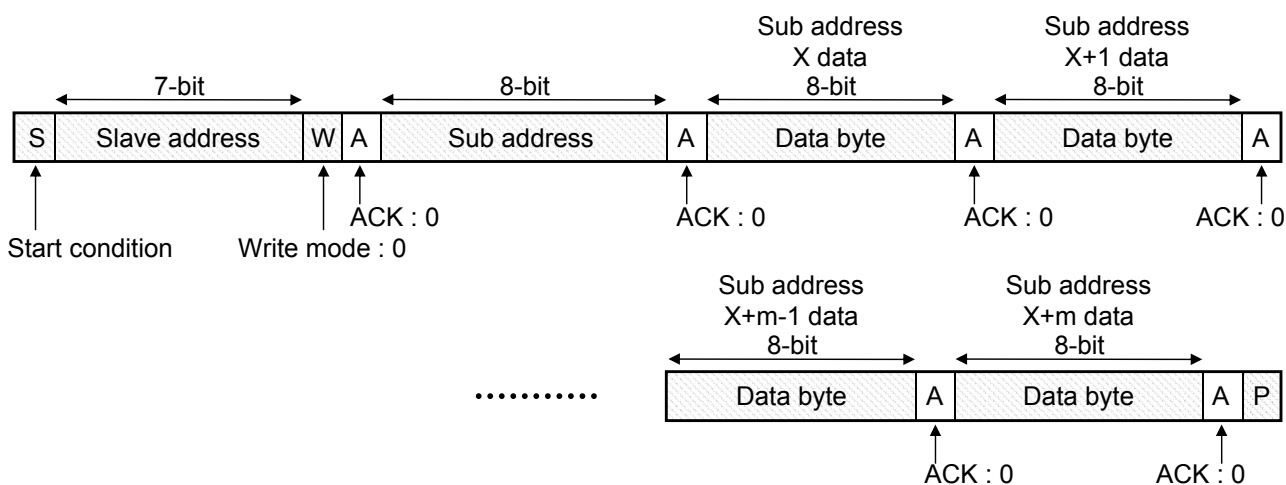 Sub address
X data
8-bit
Sub address
X+1 data
8-bit
7-bit
8-bit
S Slave address W A Sub address A Data byte A Data byte A
ACK : 0 ACK : 0 ACK : 0 ACK : 0
Start condition Write mode : 0
Sub address
X+m-1 data
8-bit
Sub address
X+m data
8-bit
........... Data byte A Data byte A P
ACK : 0 ACK : 0